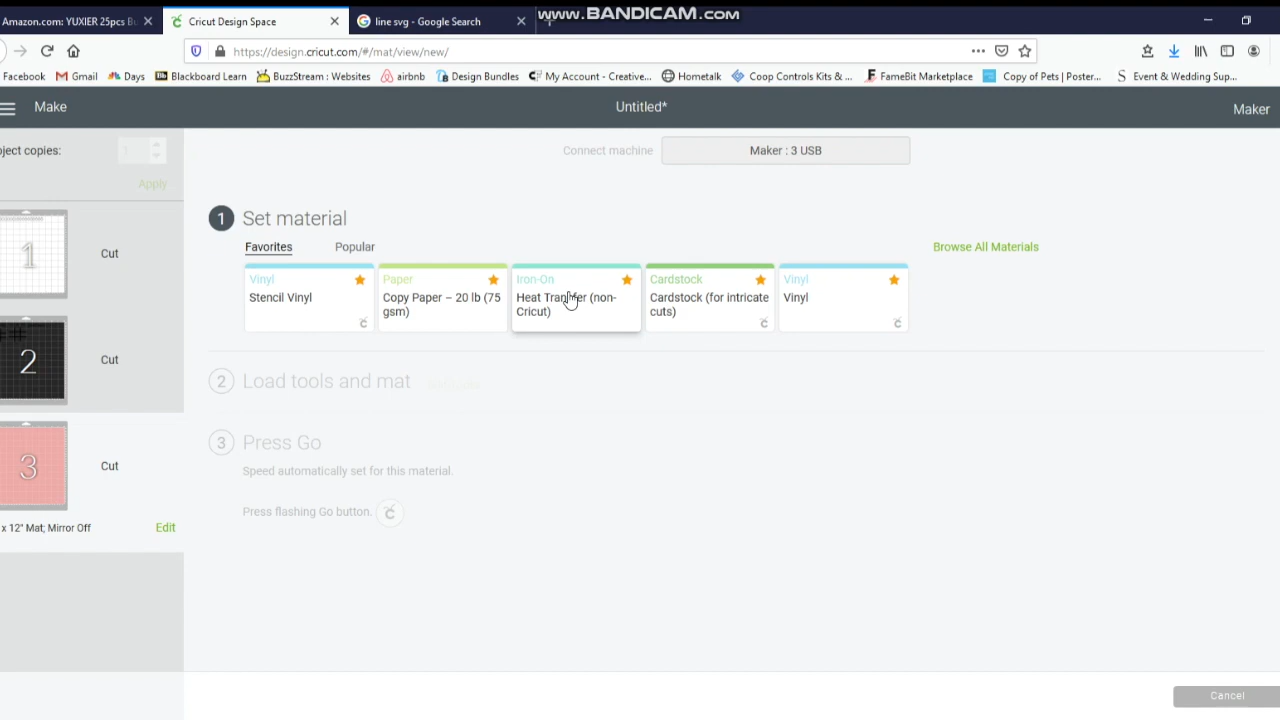 www.BANDICAM.com
Amazon.com: YUXIER 25pcs Bu
Cricut Design Space
line svg - Google Search
https://design.cricut.com/#/mat/view/new/
Facebook
Gmail
Days
Blackboard Learn
BuzzStream : Websites
airbnb
Design Bundles
My Account - Creative...
Hometalk
Coop Controls Kits & ...
FameBit Marketplace
Copy of Pets | Poster...
Event & Wedding Sup...
Make
Untitled*
Maker
oject copies:
1
Connect machine
Maker : 3 USB
Apply
1 Set material
Favorites
Popular
Browse All Materials
1
Cut
Vinyl
Stencil Vinyl
Paper
Copy Paper – 20 lb (75
gsm)
Iron-On
Heat Transfer (non-
Cricut)
Cardstock
Cardstock (for intricate
cuts)
Vinyl
Vinyl
2
Cut
2 Load tools and mat
3
Cut
3 Press Go
Speed automatically set for this material.
Press flashing Go button.
x 12" Mat; Mirror Off
Edit
Cancel